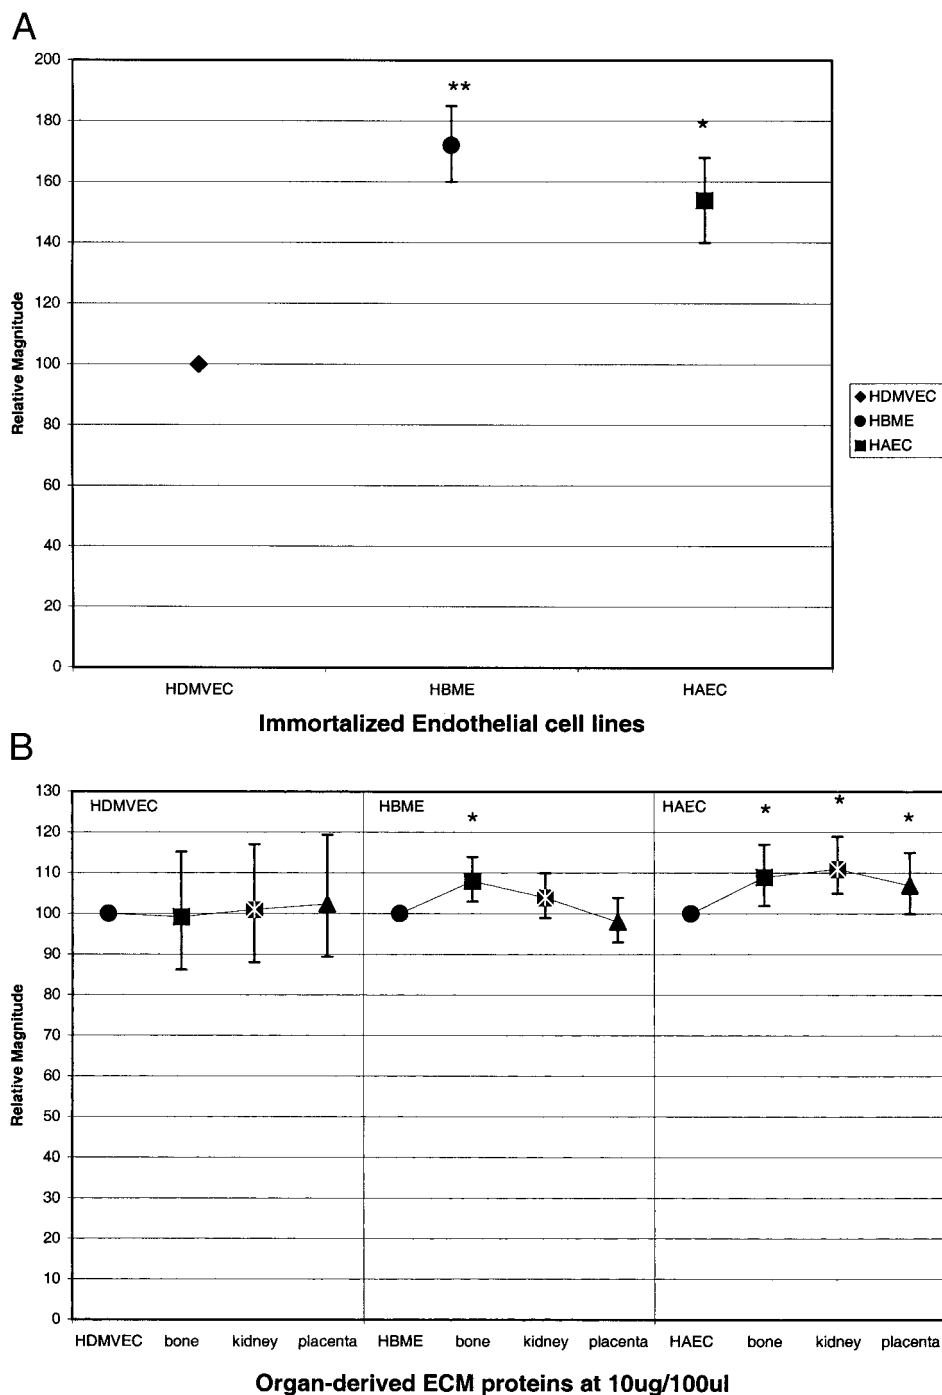 A
200
**
180
*
160
140
120
Relative Magnitude
100
80
HDMVEC
HBME
HAEC
60
40
20
0
HDMVEC HBME HAEC
Immortalized Endothelial cell lines
B
130
HDMVEC HBME * HAEC * * *
120
110
100
90
80
Relative Magnitude
70
60
50
40
30
20
10
0
HDMVEC bone kidney placenta HBME bone kidney placenta HAEC bone kidney placenta
Organ-derived ECM proteins at 10ug/100ul